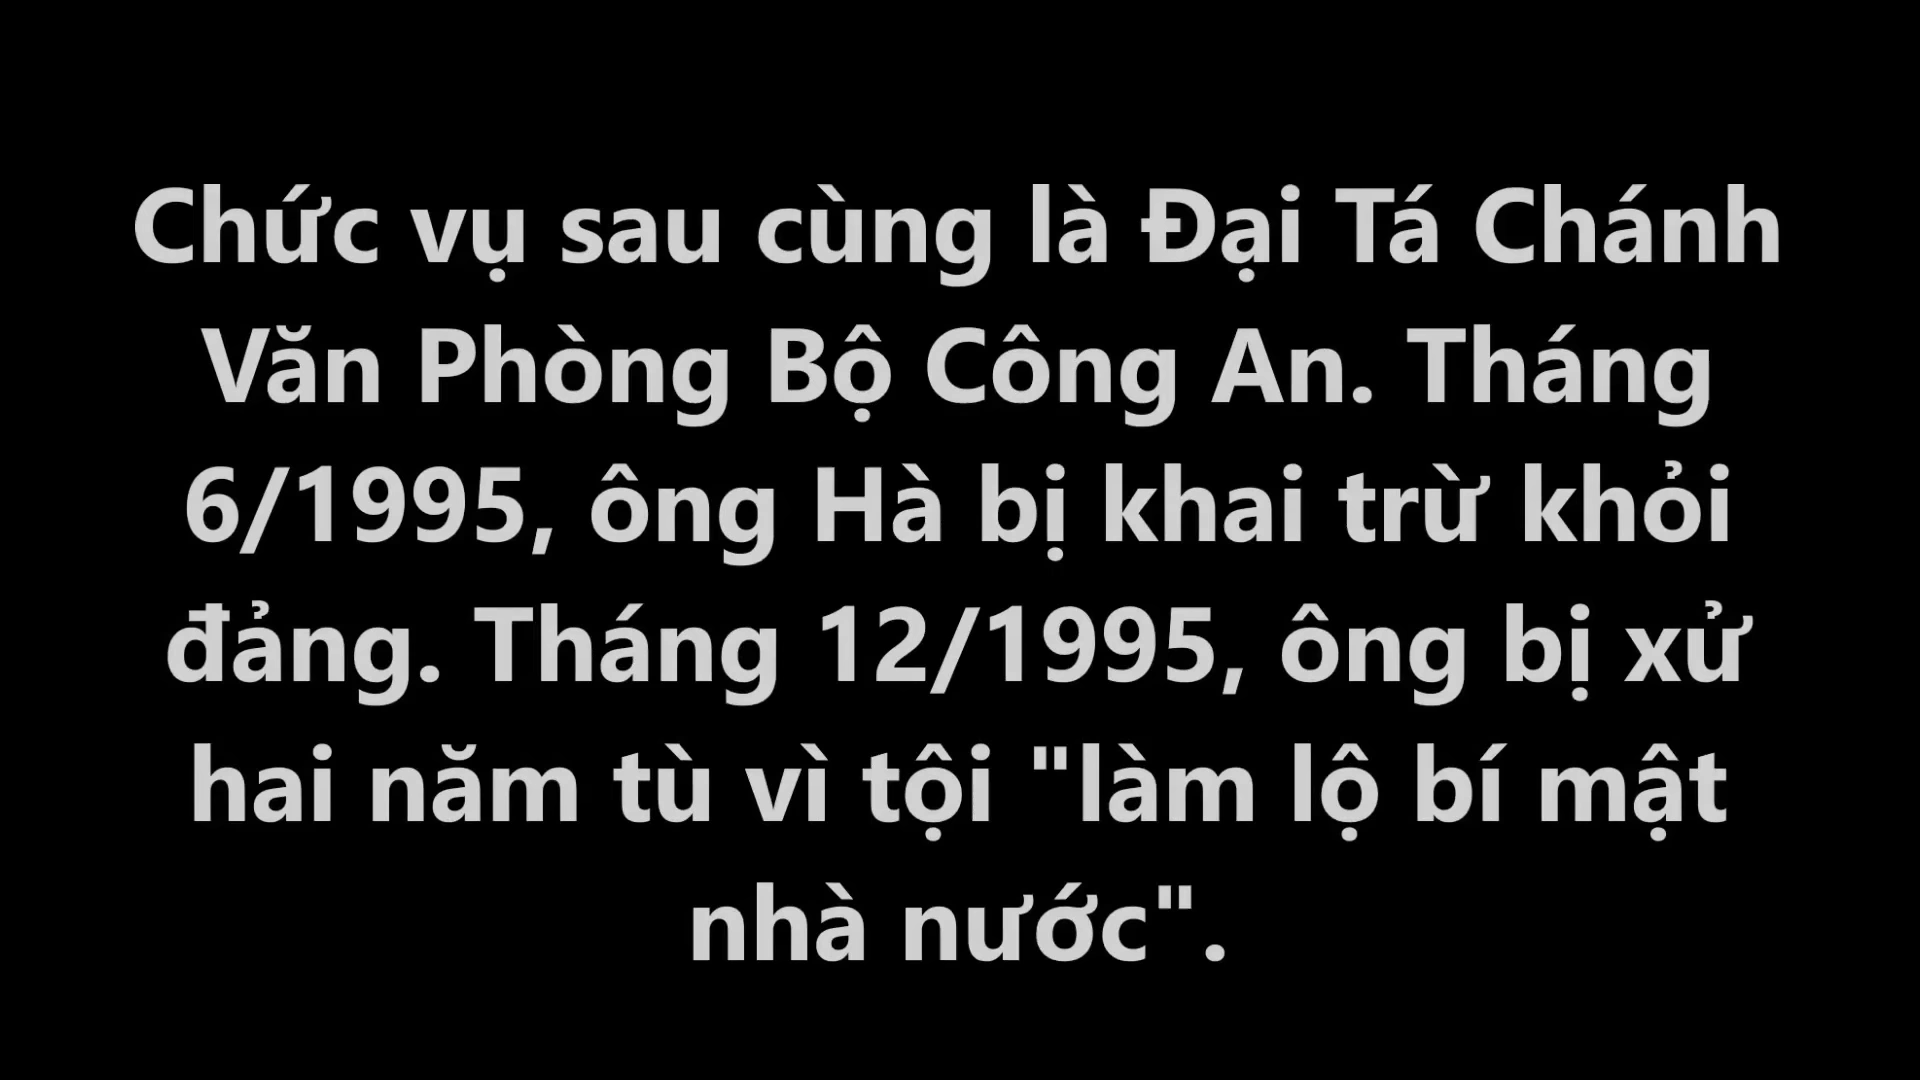 Chức vụ sau cùng là Đại Tá Chánh
Văn Phòng Bộ Công An. Tháng
6/1995, ông Hà bị khai trừ khỏi
đảng. Tháng 12/1995, ông bị xử
hai năm tù vì tội "làm lộ bí mật
nhà nước".